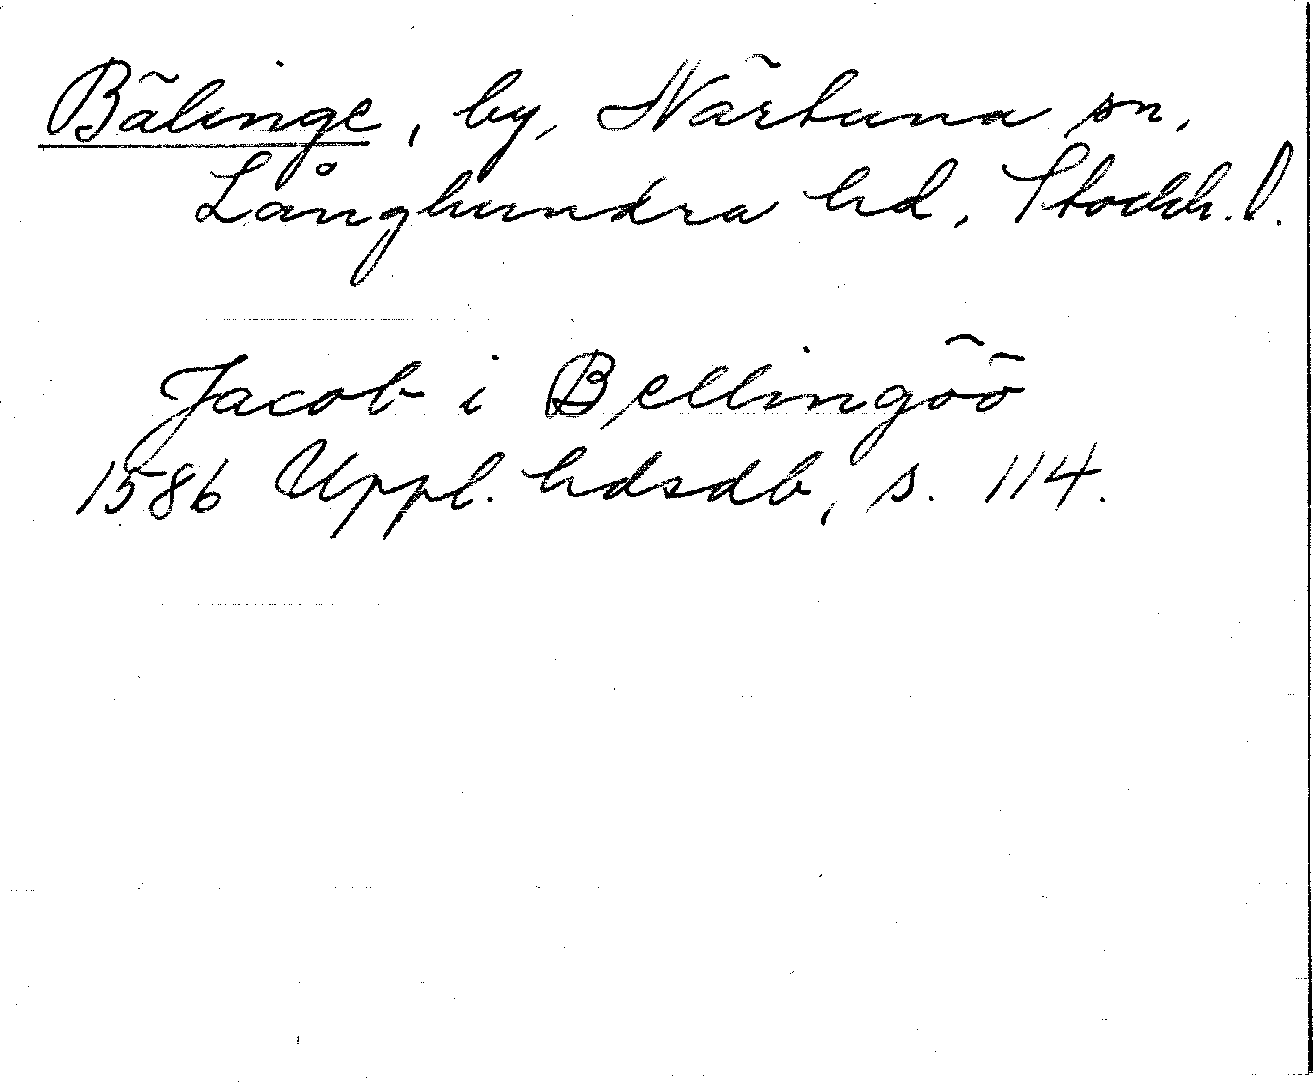 Bälinge, by, Närtuna sn,
Långhundra hd, Stockh. l.
Jacob i Bellingöö
1586 Uppl. hdsdb, s. 114.